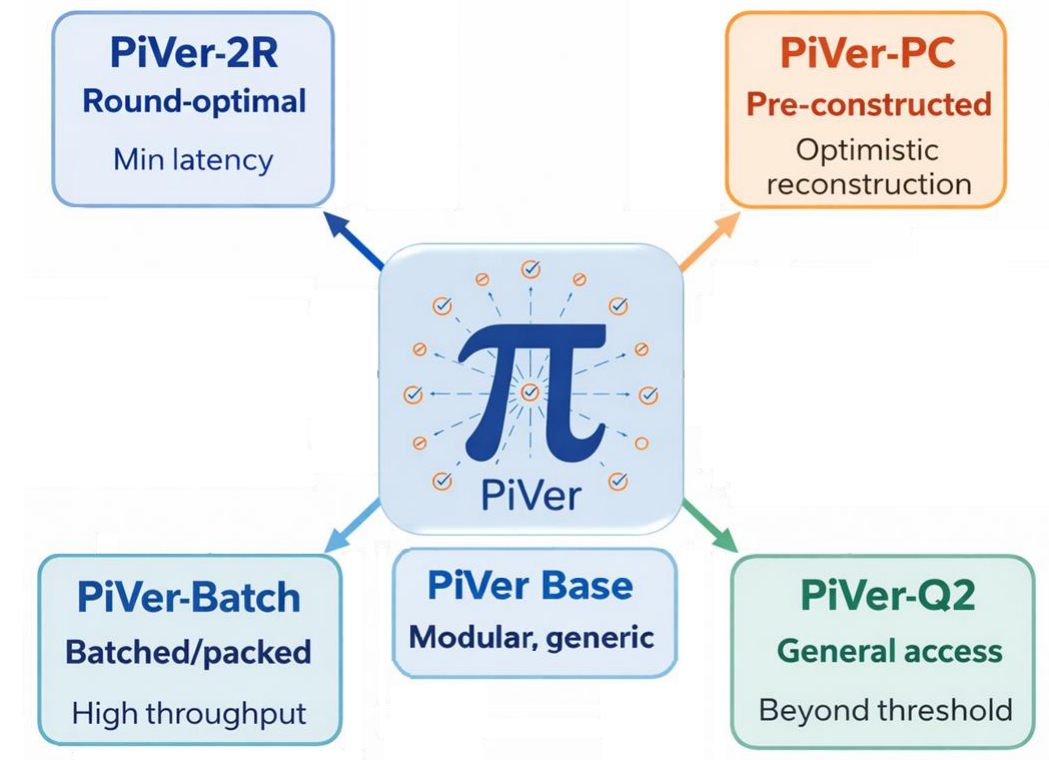 PiVer-2R
Round-optimal
Min latency
PiVer-PC
Pre-constructed
Optimistic
reconstruction
π
PiVer
PiVer-Batch
Batched/packed
High throughput
PiVer Base
Modular, generic
PiVer-Q2
General access
Beyond threshold